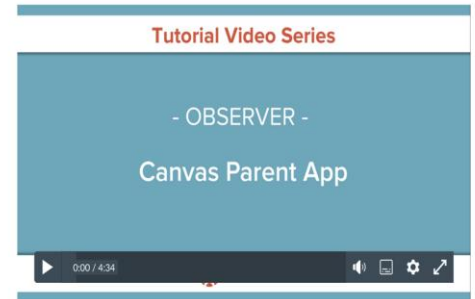 Tutorial Video Series
- OBSERVER -
Canvas Parent App
0:00 / 4:34